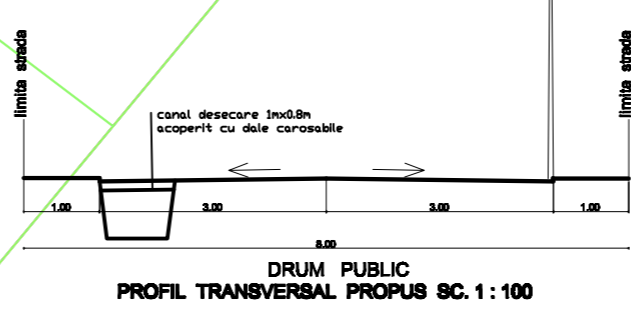 limita strada
limita strada
canal desecare 1mx0.8m
acoperit cu dale carosabile
1.00 3.00 3.00 1.00
8.00
DRUM PUBLIC
PROFIL TRANSVERSAL PROPUS SC. 1 : 100